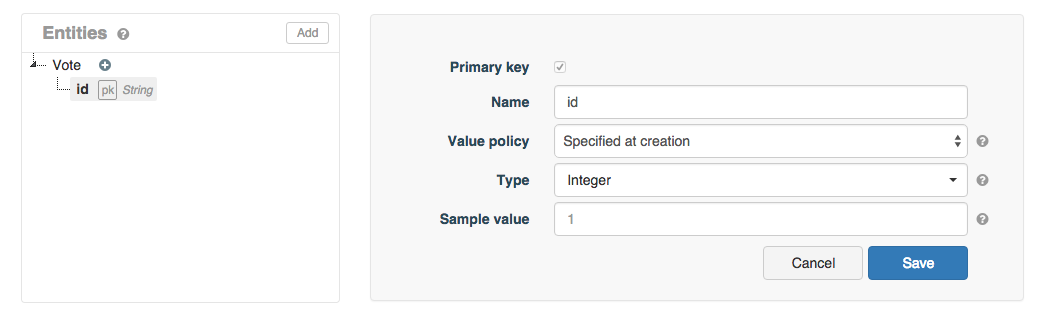 Entities ?
Add
Vote
id pk String
Primary key
Name id
Value policy Specified at creation ?
Type Integer ?
Sample value 1 ?
Cancel Save